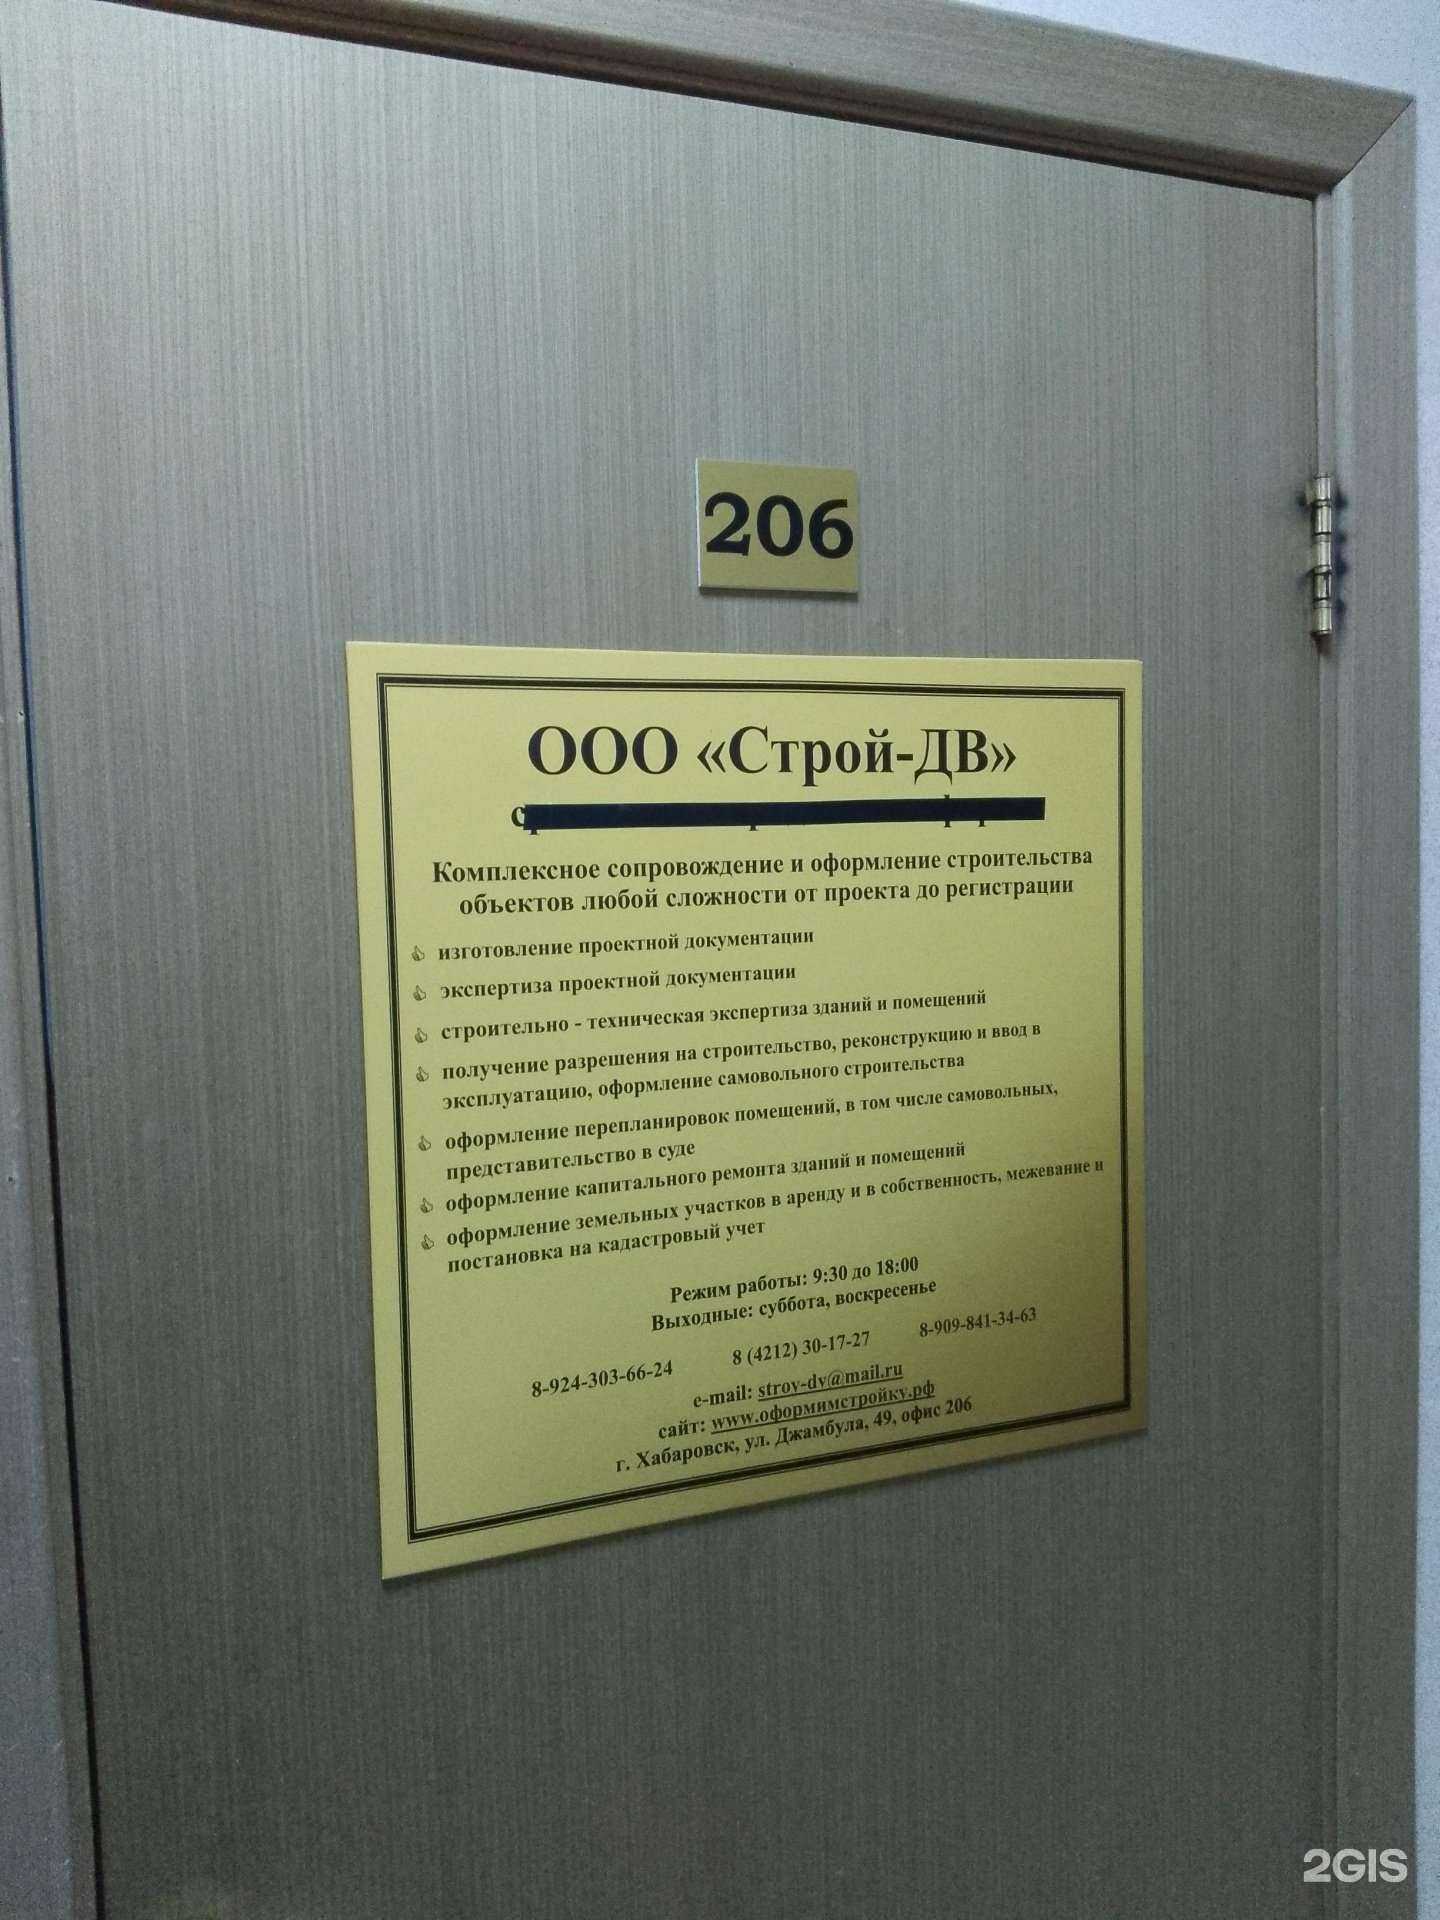 206
ООО «Строй-ДВ»
Комплексное сопровождение и оформление строительства
объектов любой сложности от проекта до регистрации
изготовление проектной документации
экспертиза проектной документации
строительно - техническая экспертиза зданий и помещений
получение разрешения на строительство, реконструкцию и ввод в
эксплуатацию, оформление самовольного строительства
оформление перепланировок помещений, в том числе самовольных,
представительство в суде
оформление капитального ремонта зданий и помещений
оформление земельных участков в аренду и в собственность, межевание и
постановка на кадастровый учет
Режим работы: 9:30 до 18:00
Выходные: суббота, воскресенье
8-924-303-66-24 8 (4212) 30-17-27 8-909-841-34-63
e-mail: stroy-dv@mail.ru
сайт: www.оформимстройку.рф
г. Хабаровск, ул. Джамбула, 49, офис 206
2GIS